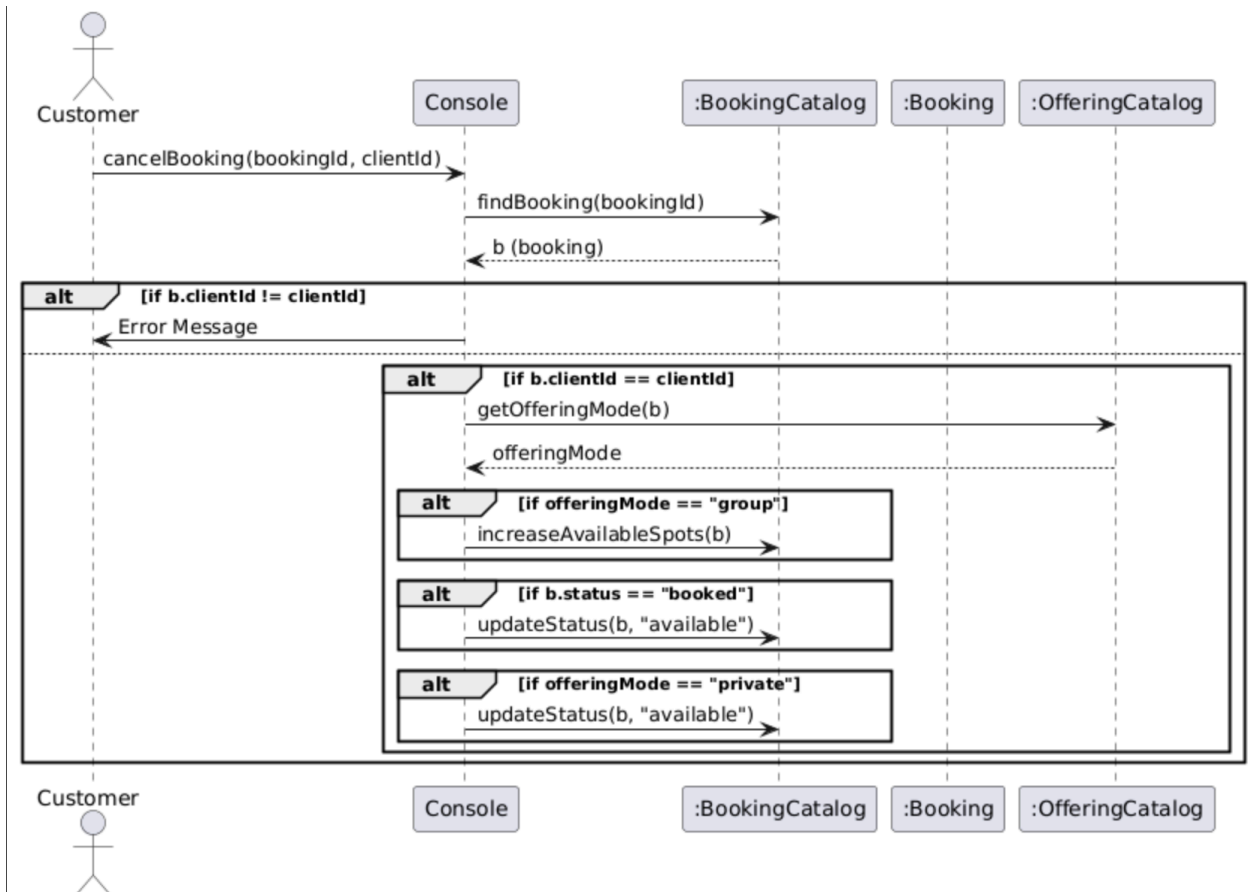 Customer
Console
:BookingCatalog
:Booking
:OfferingCatalog
cancelBooking(bookingId, clientId)
findBooking(bookingId)
b (booking)
alt [if b.clientId != clientId]
Error Message
alt [if b.clientId == clientId]
getOfferingMode(b)
offeringMode
alt [if offeringMode == "group"]
increaseAvailableSpots(b)
alt [if b.status == "booked"]
updateStatus(b, "available")
alt [if offeringMode == "private"]
updateStatus(b, "available")
Customer
Console
:BookingCatalog
:Booking
:OfferingCatalog